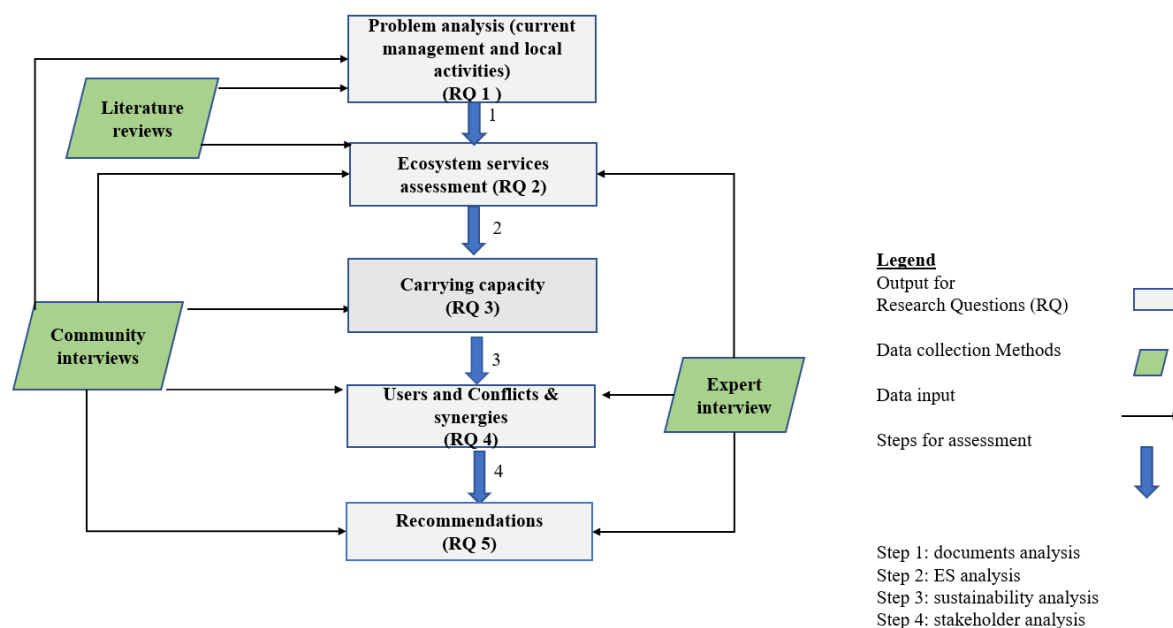 Problem analysis (current
management and local
activities)
(RQ 1 )
1
Literature
reviews
Ecosystem services
assessment (RQ 2)
2
Carrying capacity
(RQ 3)
Community
interviews
3
Users and Conflicts &
synergies
(RQ 4)
Expert
interview
4
Recommendations
(RQ 5)
Legend
Output for
Research Questions (RQ)
Data collection Methods
Data input
Steps for assessment
Step 1: documents analysis
Step 2: ES analysis
Step 3: sustainability analysis
Step 4: stakeholder analysis